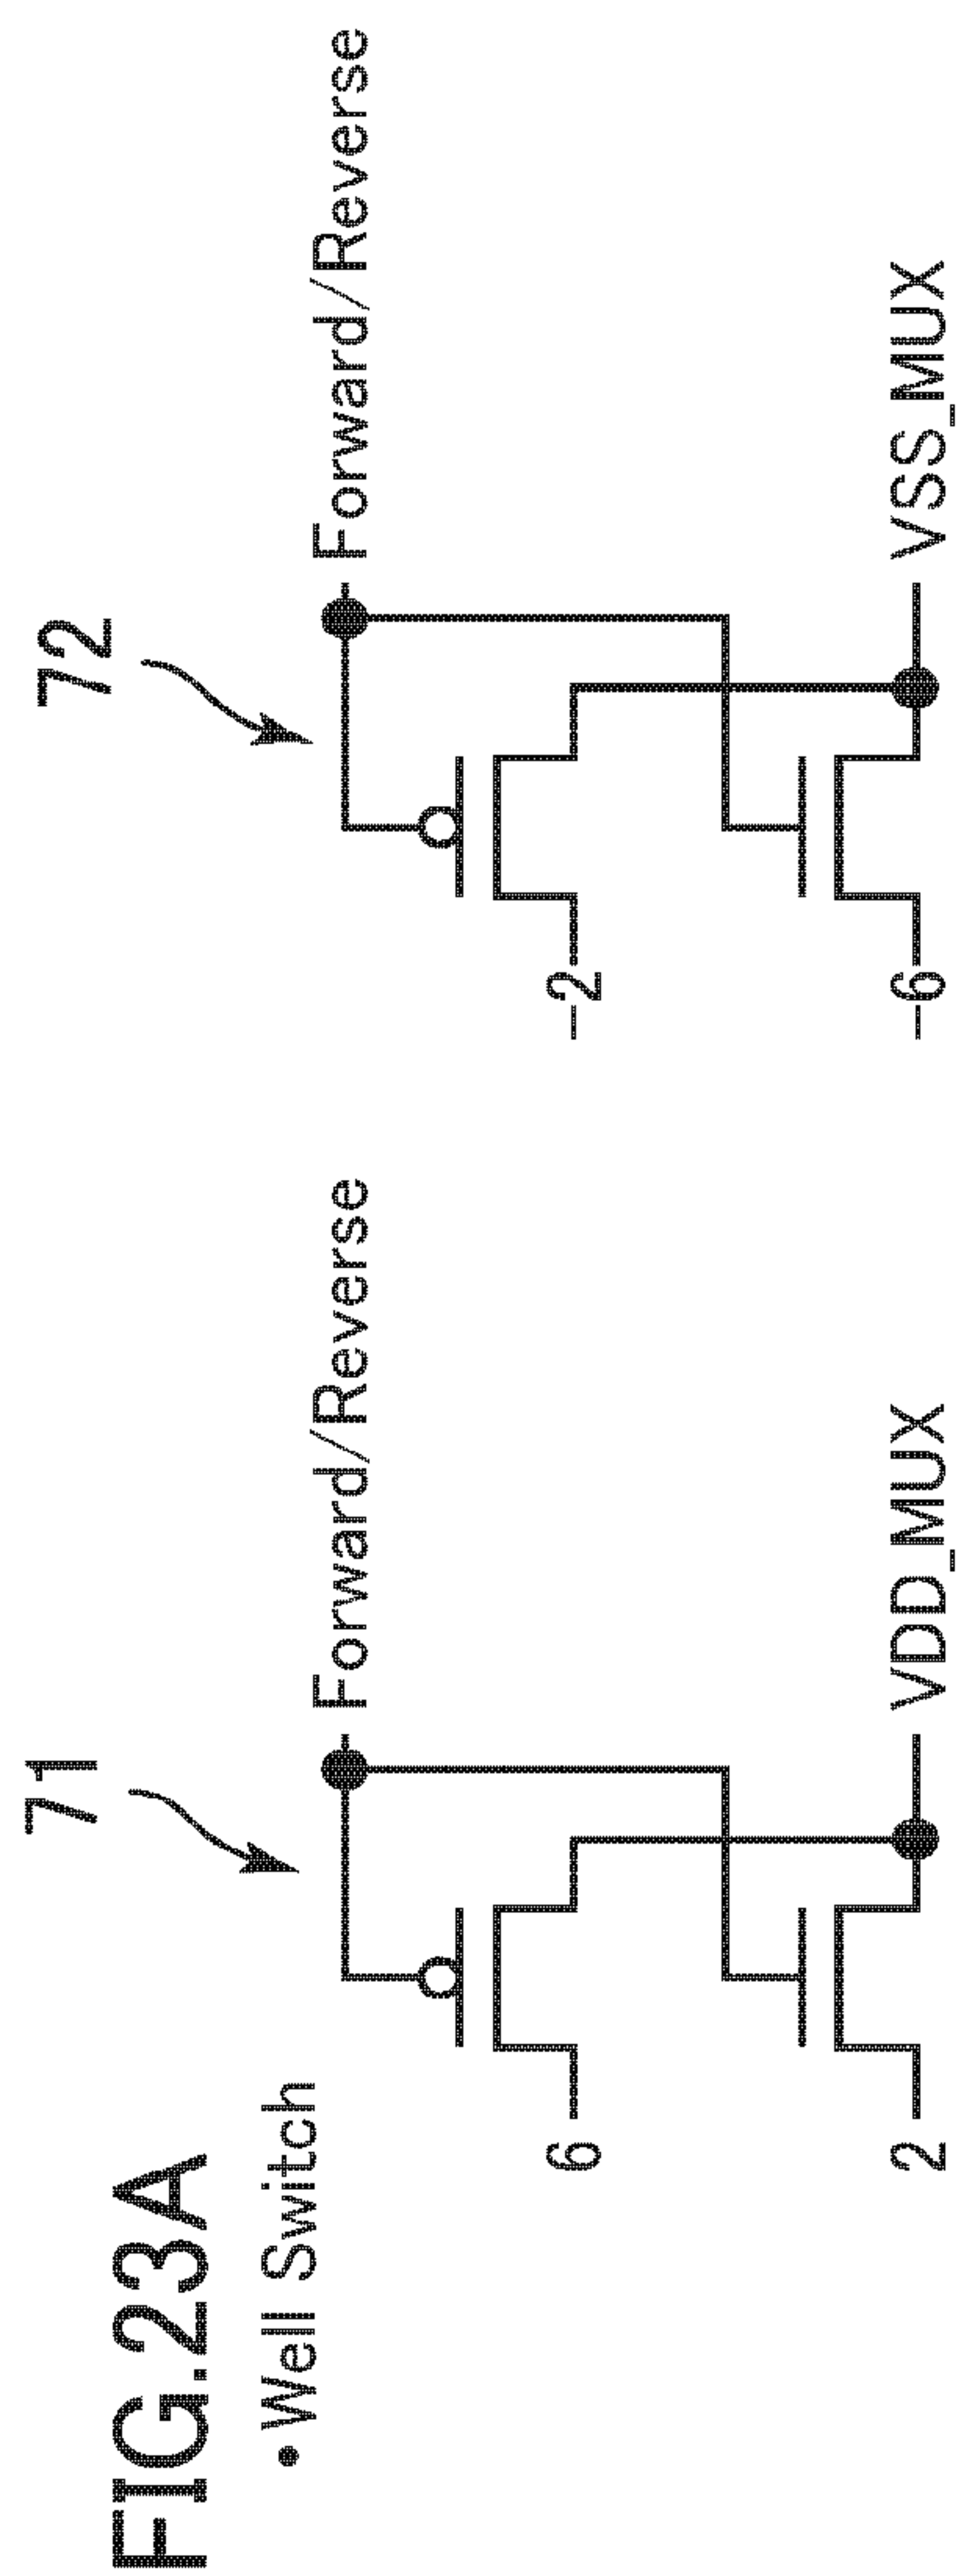 FIG.23A
• Well Switch
71
Forward/Reverse
6
2
VDD_MUX
72
Forward/Reverse
-2
-6
VSS_MUX